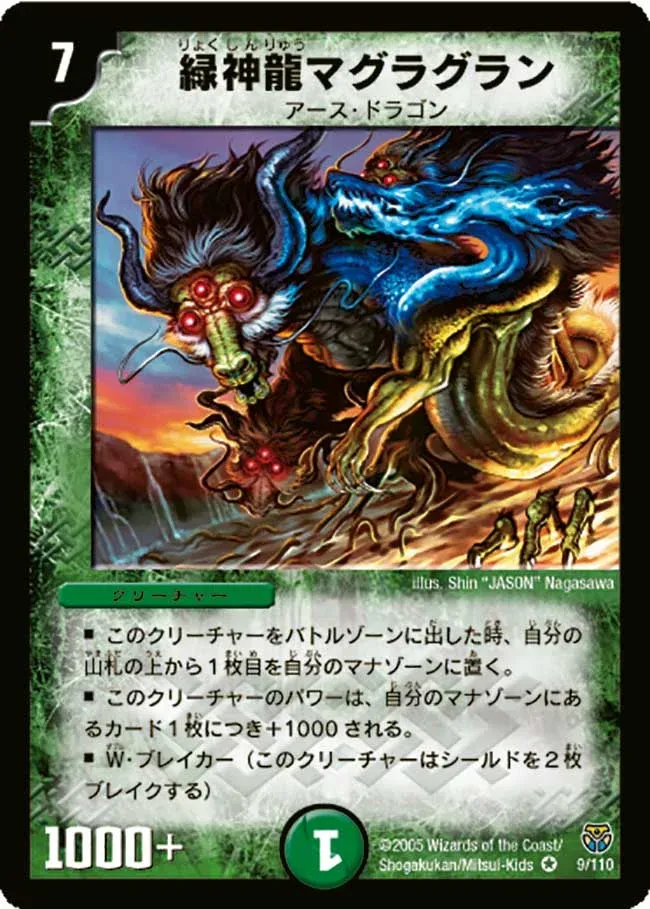 7
りょくしんりゅう
緑神龍マグラグラン
アース・ドラゴン
illus. Shin "JASON" Nagasawa
クリーチャー
■ このクリーチャーをバトルゾーンに出した時、自分の
山札の上から1枚目を自分のマナゾーンに置く。
■ このクリーチャーのパワーは、自分のマナゾーンにあ
るカード1枚につき+1000される。
■ W・ブレイカー(このクリーチャーはシールドを2枚
ブレイクする)
1000+
1
©2005 Wizards of the Coast/
Shogakukan/Mitsui-Kids
9/110